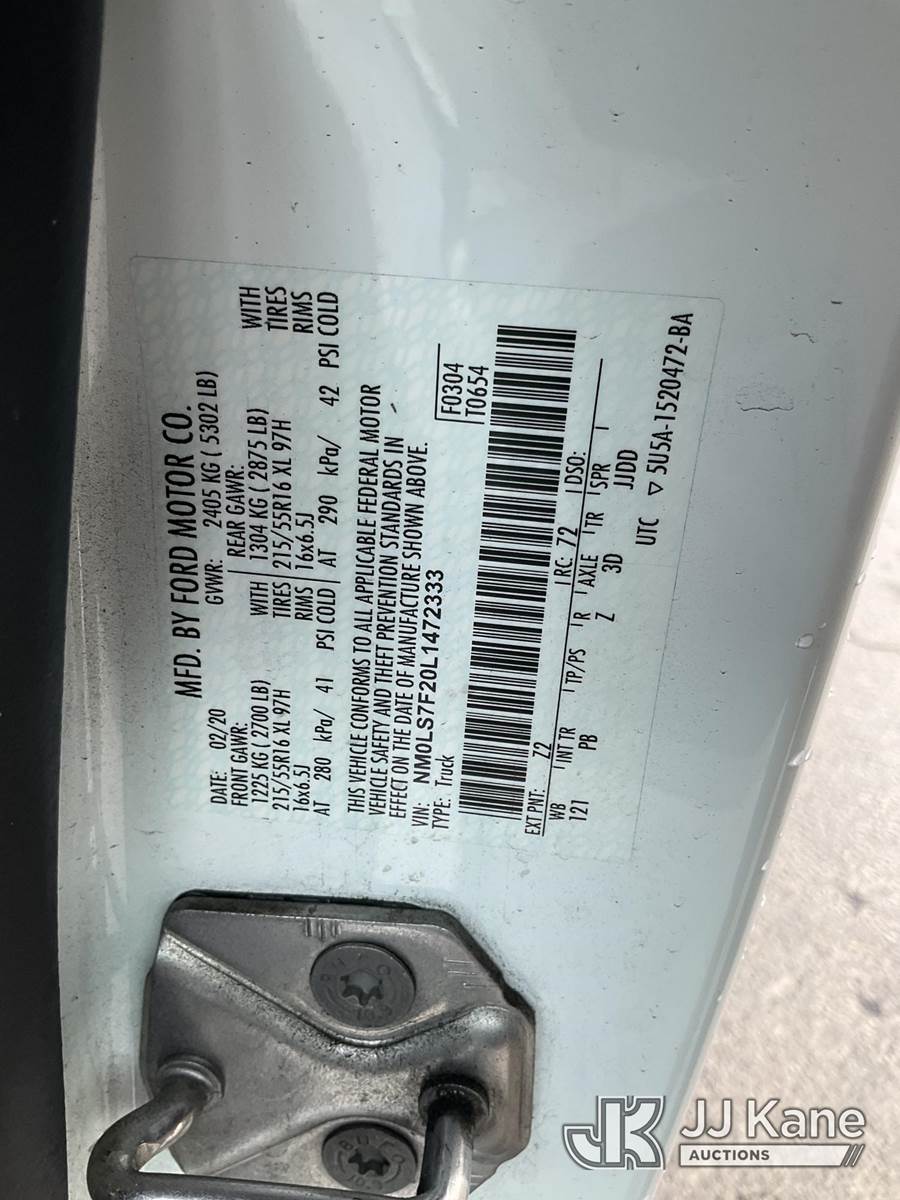 MFD. BY FORD MOTOR CO.
DATE: 02/20 GVWR: 2405 KG ( 5302 LB)
FRONT GAWR: REAR GAWR: WITH
1225 KG ( 2700 LB) WITH 1304 KG ( 2875 LB) TIRES
215/55R16 XL 97H TIRES 215/55R16 XL 97H RIMS
16x6.5J RIMS 16x6.5J
AT 280 kPa/ 41 PSI COLD AT 290 kPa/ 42 PSI COLD
THIS VEHICLE CONFORMS TO ALL APPLICABLE FEDERAL MOTOR
VEHICLE SAFETY AND THEFT PREVENTION STANDARDS IN
EFFECT ON THE DATE OF MANUFACTURE SHOWN ABOVE.
VIN: NM0LS7F20L1472333
TYPE: Truck
F0304
T0654
EXT PNT: Z2 RC: Z2 DSO:
WB INT TR TP/PS R AXLE TR SPR
121 PB Z 3D JJDD
UTC ▽ 5U5A-1520472-BA
JK JJ Kane
AUCTIONS